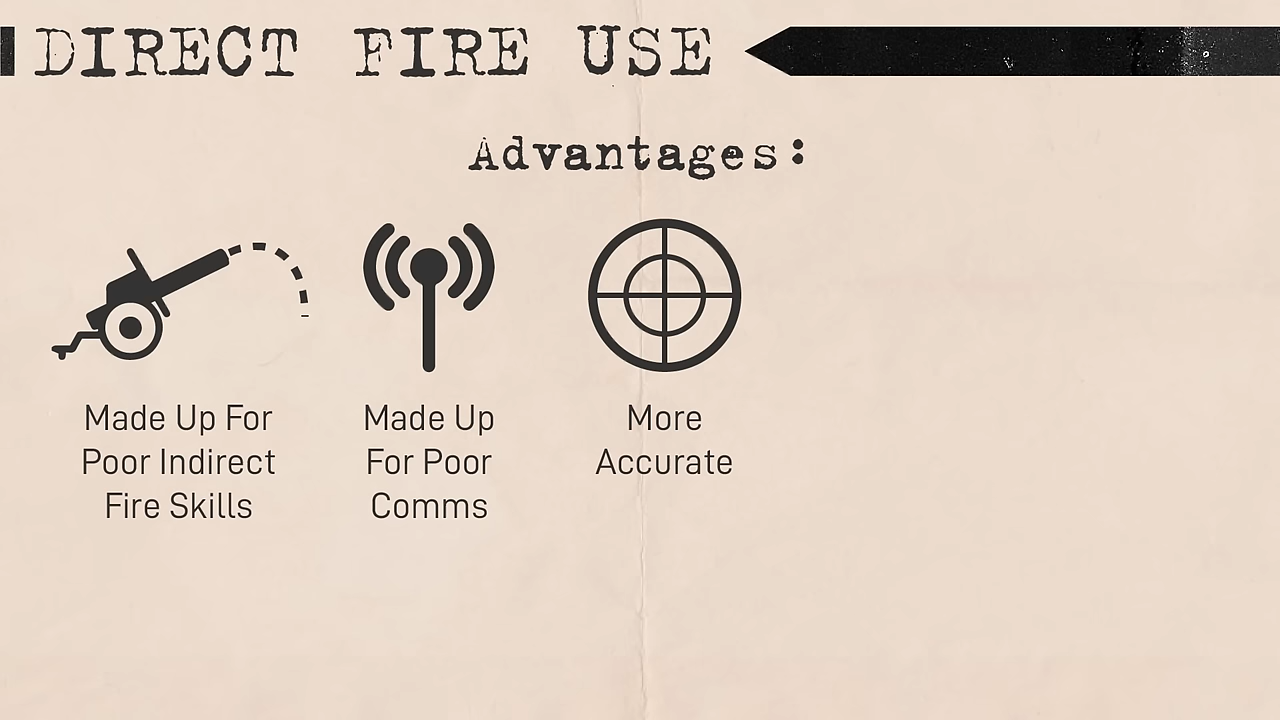 DIRECT FIRE USE
Advantages:
Made Up For
Poor Indirect
Fire Skills
Made Up
For Poor
Comms
More
Accurate